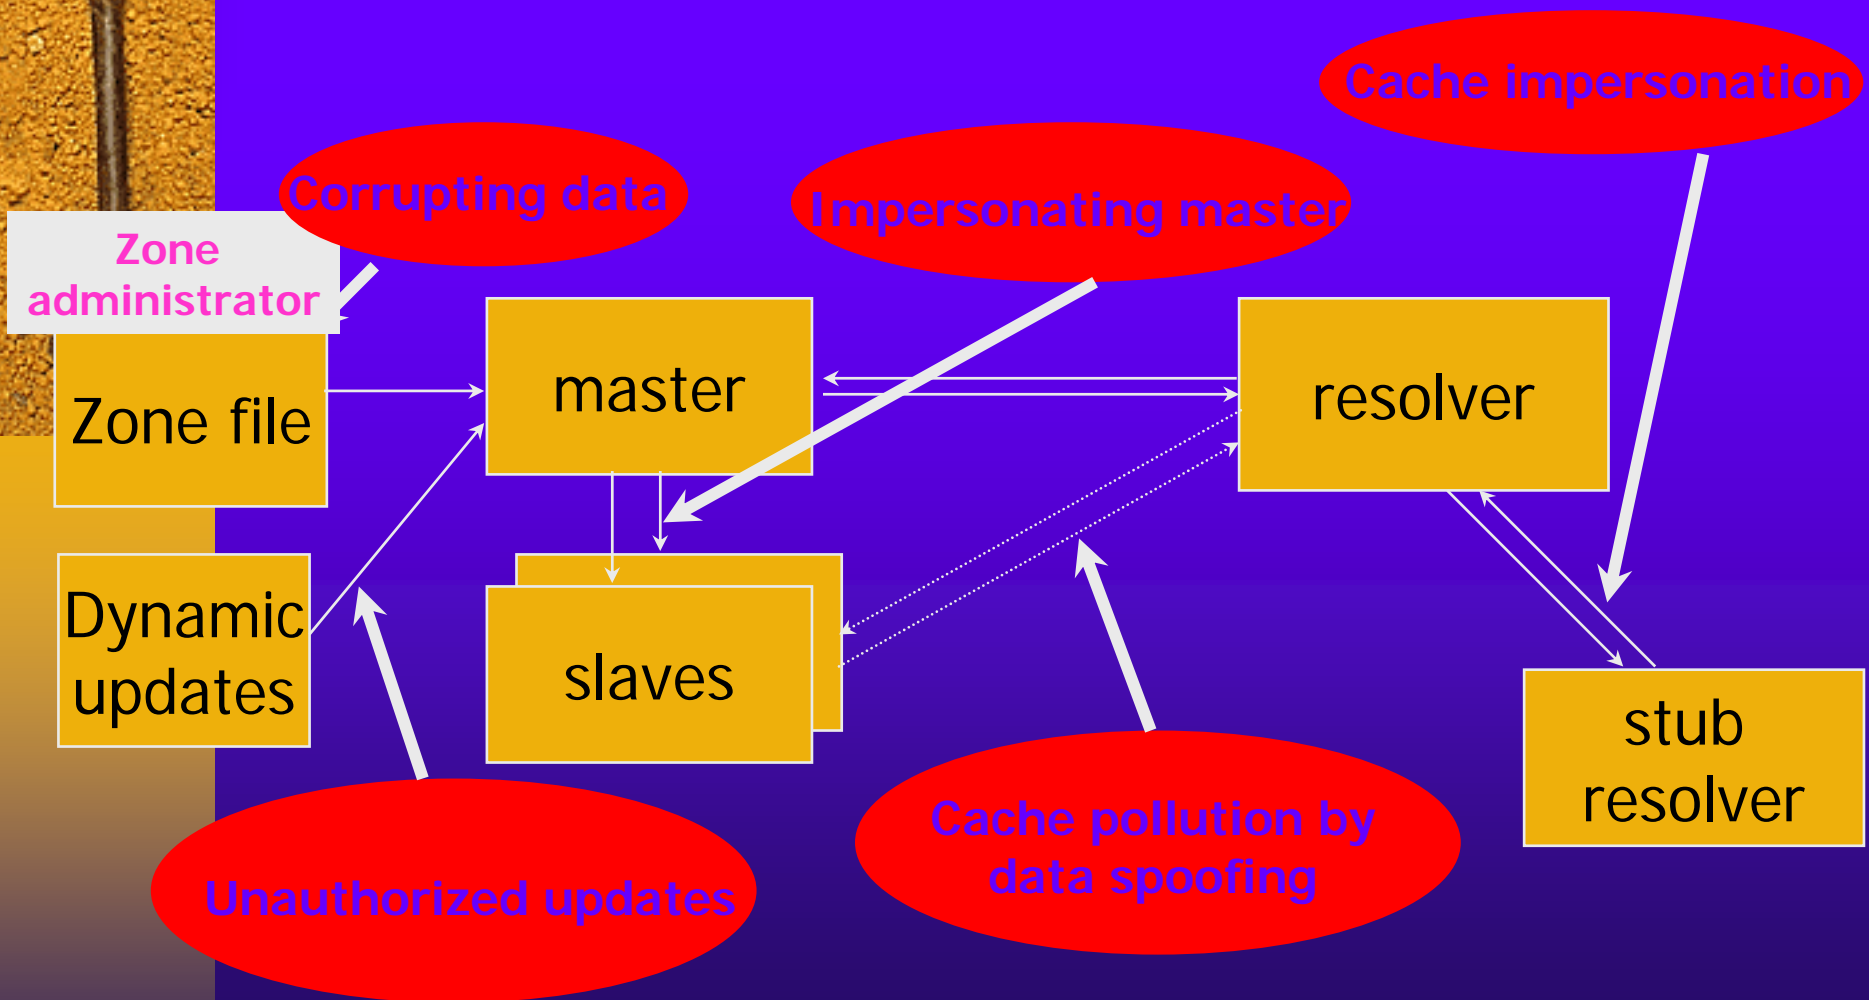 Cache impersonation
Corrupting data
Impersonating master
Zone
administrator
master
resolver
Zone file
Dynamic
updates
slaves
stub
resolver
Cache pollution by
data spoofing
Unauthorized updates